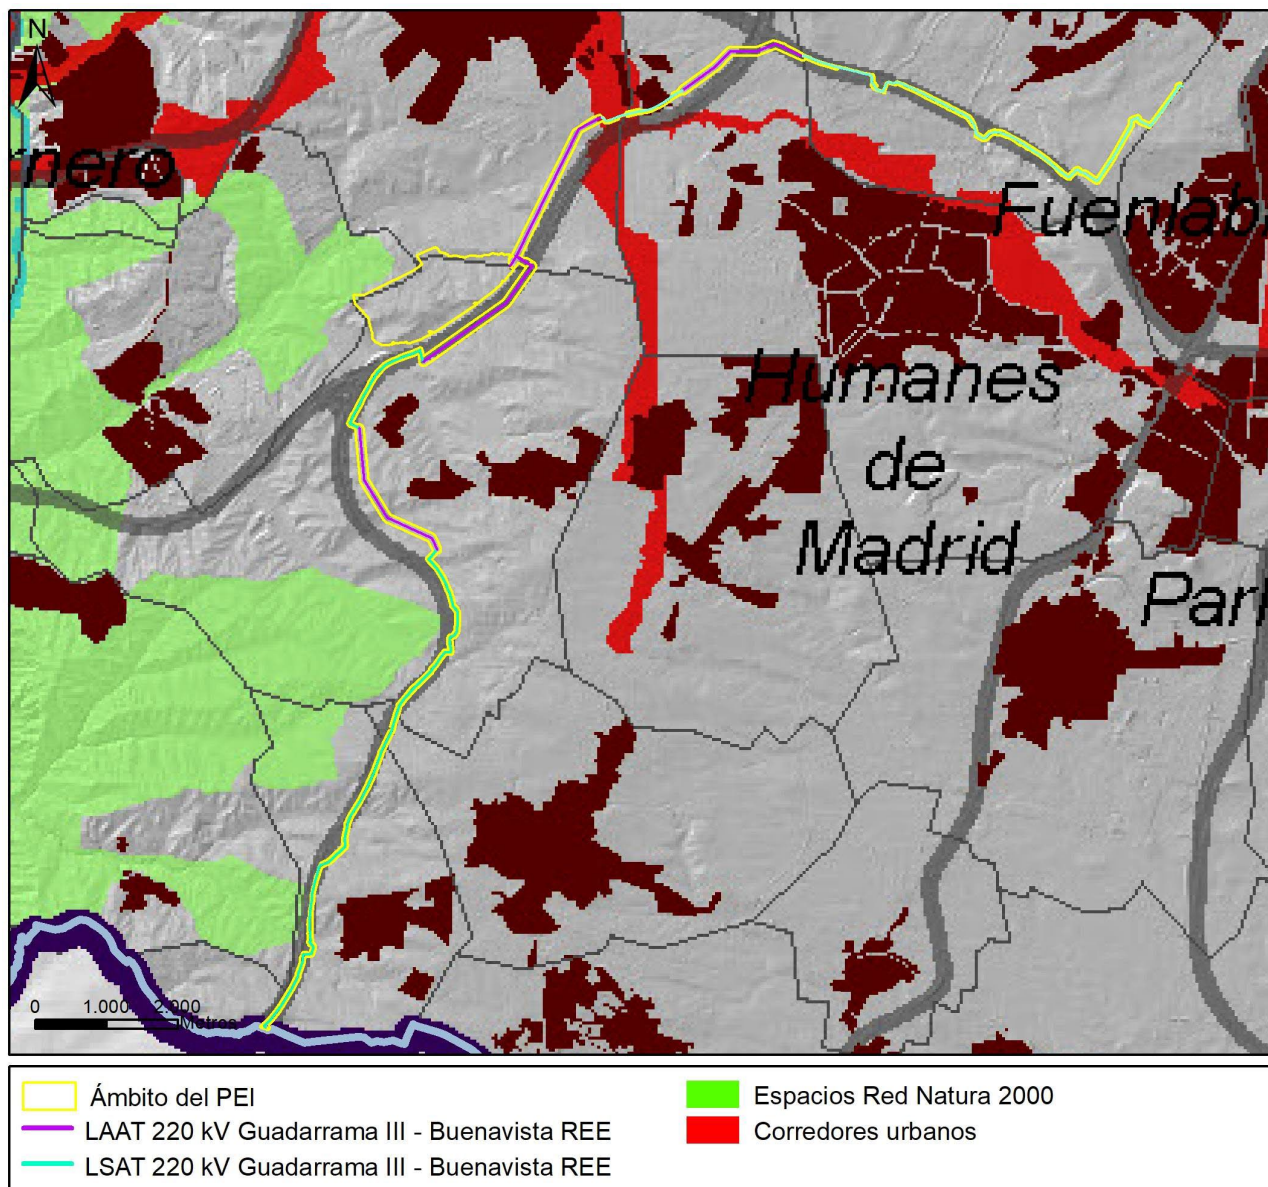 N
rnero
Fuenlab
Humanes
de
Madrid
Par
0 1.000 2.000
Metros
Ámbito del PEI
LAAT 220 kV Guadarrama III - Buenavista REE
LSAT 220 kV Guadarrama III - Buenavista REE
Espacios Red Natura 2000
Corredores urbanos